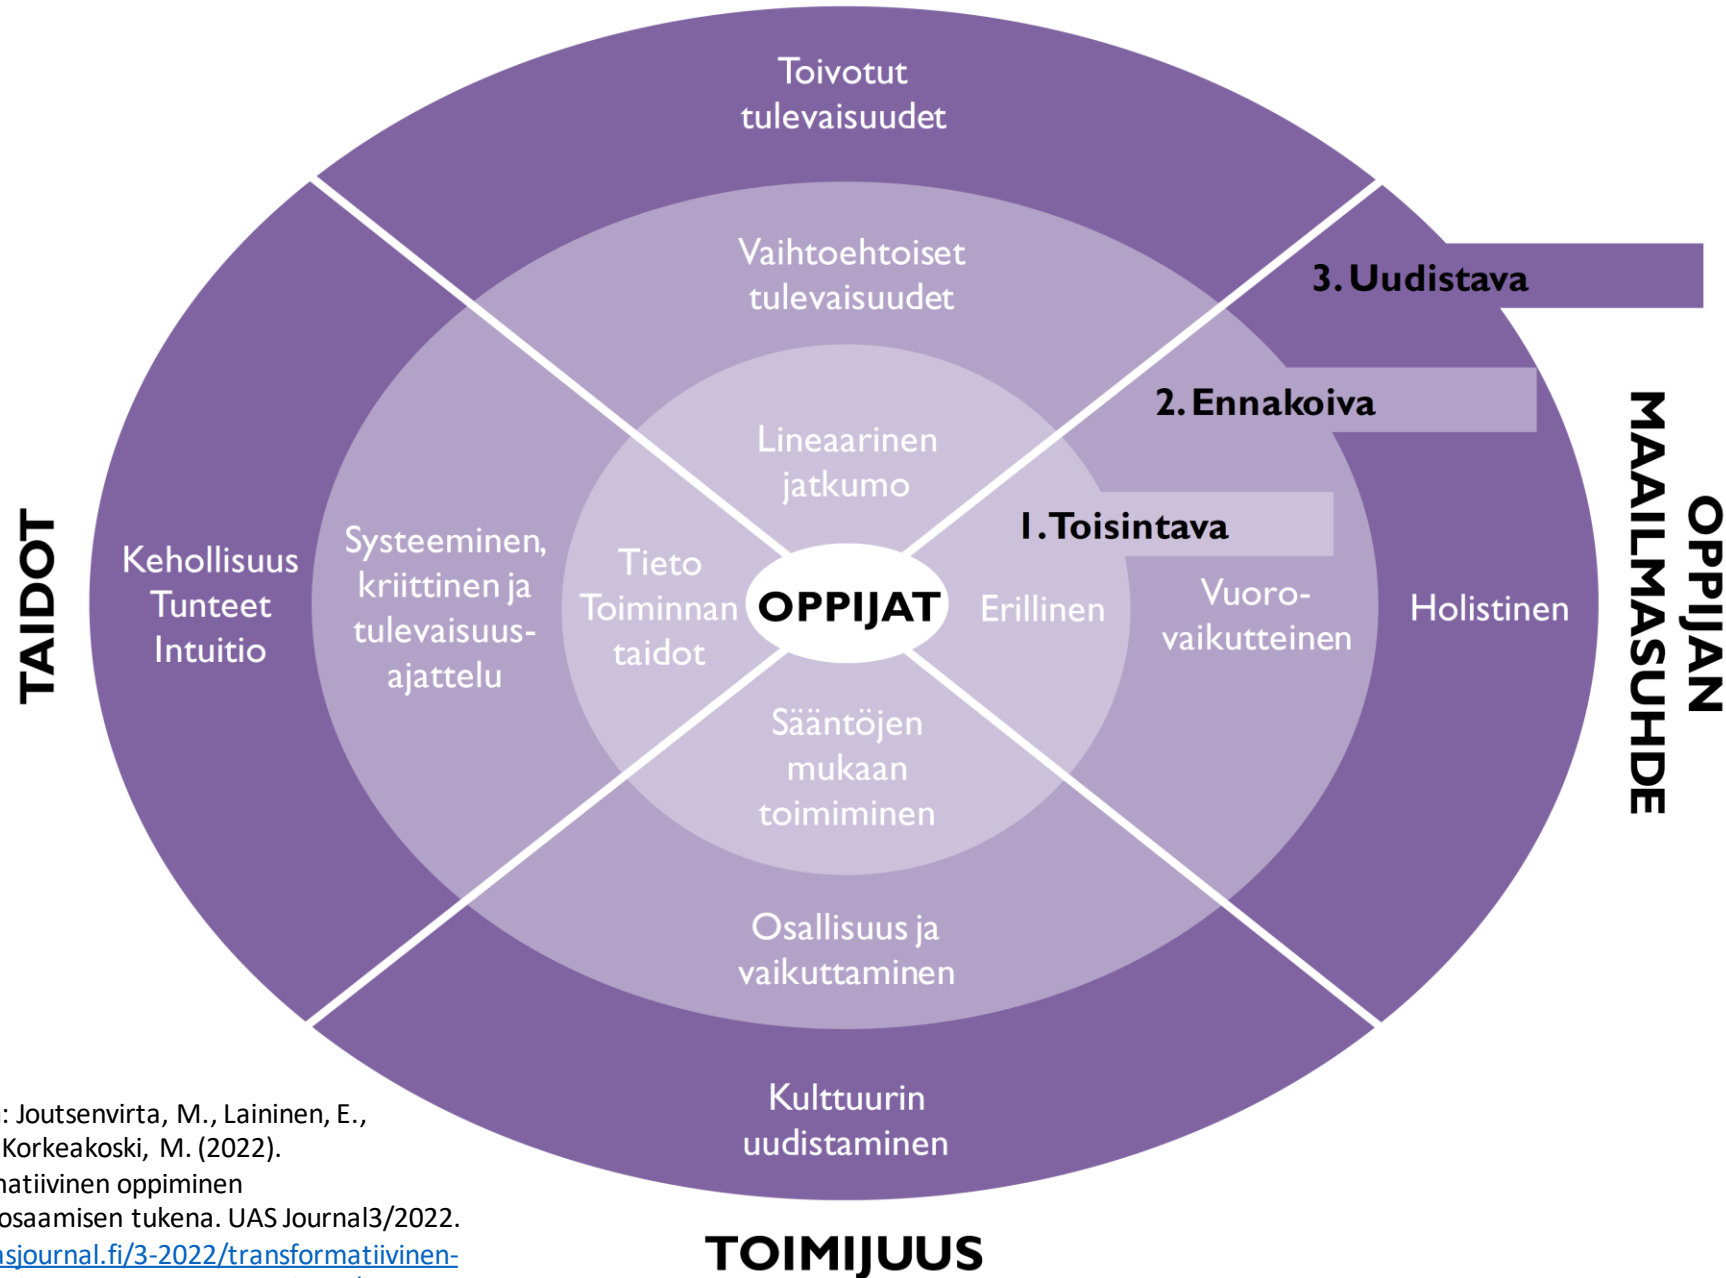 Toivotut
tulevaisuudet
Vaihtoehtoiset
tulevaisuudet
3. Uudistava
2. Ennakoiva
Lineaarinen
jatkumo
1. Toisintava
TAIDOT
Kehollisuus
Tunteet
Intuitio
Systeeminen,
kriittinen ja
tulevaisuus-
ajattelu
Tieto
Toiminnan
taidot
OPPIJAT
Erillinen
Vuoro-
vaikutteinen
Holistinen
OPPIJAN
MAAILMASUHDE
Sääntöjen
mukaan
toimiminen
Osallisuus ja
vaikuttaminen
Kulttuurin
uudistaminen
TOIMIJUUS
: Joutsenvirta, M., Laininen, E.,
Korkeakoski, M. (2022).
matiivinen oppiminen
osaamisen tukena. UAS Journal3/2022.
asjournal.fi/3-2022/transformatiivinen-